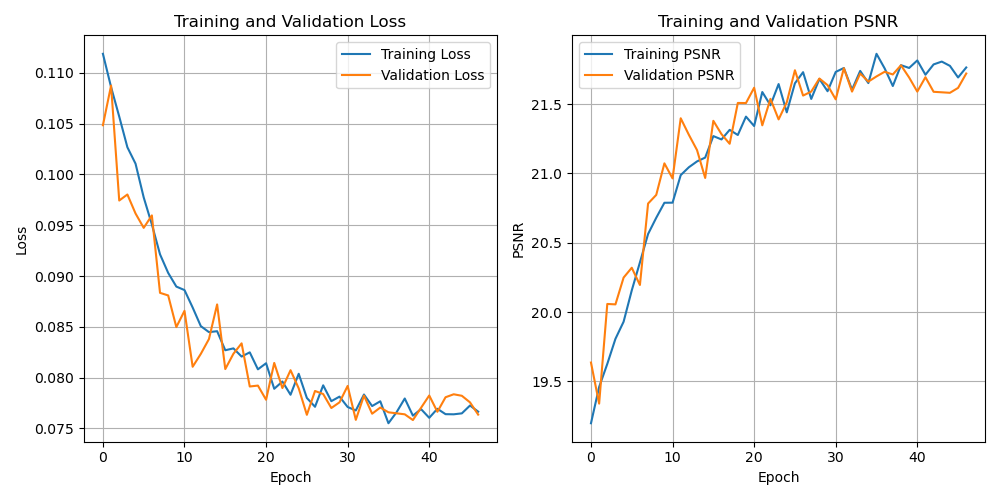 Training and Validation Loss
Training Loss
Validation Loss
0.110
0.105
0.100
0.095
0.090
0.085
0.080
0.075
Loss
0 10 20 30 40
Epoch
Training and Validation PSNR
Training PSNR
Validation PSNR
21.5
21.0
20.5
20.0
19.5
PSNR
0 10 20 30 40
Epoch